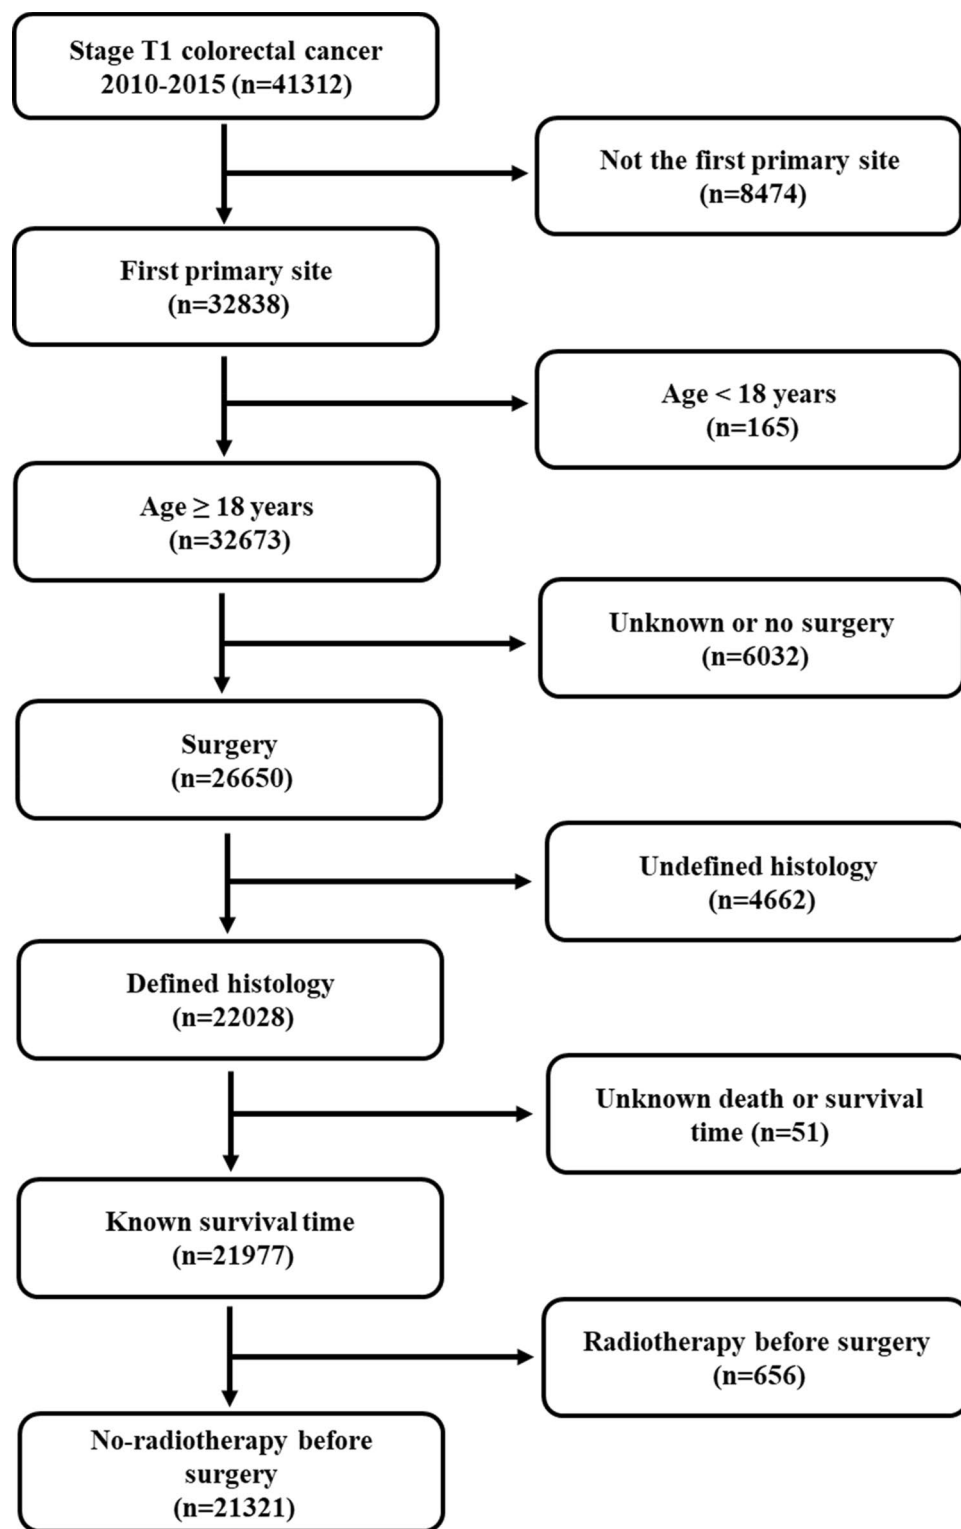 Stage T1 colorectal cancer
2010-2015 (n=41312)
Not the first primary site
(n=8474)
First primary site
(n=32838)
Age < 18 years
(n=165)
Age ≥ 18 years
(n=32673)
Unknown or no surgery
(n=6032)
Surgery
(n=26650)
Undefined histology
(n=4662)
Defined histology
(n=22028)
Unknown death or survival
time (n=51)
Known survival time
(n=21977)
Radiotherapy before surgery
(n=656)
No-radiotherapy before
surgery
(n=21321)